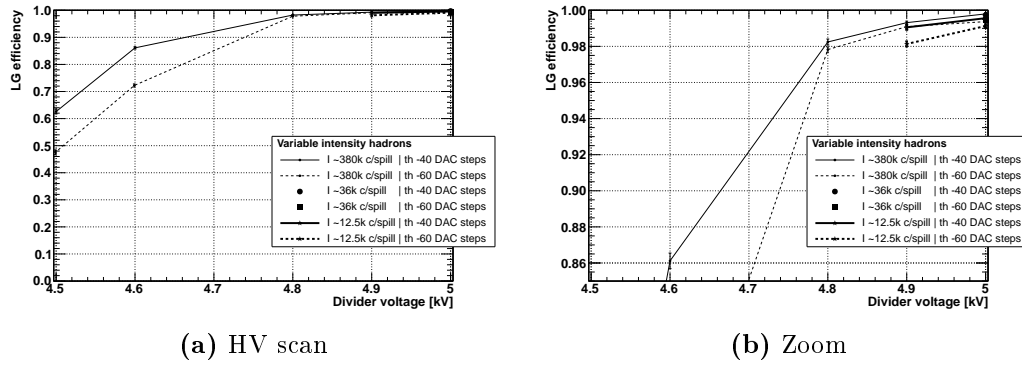 LG efficiency
1.0
0.9
0.8
0.7
0.6
0.5
0.4
0.3
0.2
0.1
0.0
4.5 4.6 4.7 4.8 4.9 5
Divider voltage [kV]
Variable intensity hadrons
I ~380k c/spill | th -40 DAC steps
I ~380k c/spill | th -60 DAC steps
I ~36k c/spill | th -40 DAC steps
I ~36k c/spill | th -60 DAC steps
I ~12.5k c/spill | th -40 DAC steps
I ~12.5k c/spill | th -60 DAC steps
(a) HV scan
LG efficiency
1.00
0.98
0.96
0.94
0.92
0.90
0.88
0.86
4.5 4.6 4.7 4.8 4.9 5
Divider voltage [kV]
Variable intensity hadrons
I ~380k c/spill | th -40 DAC steps
I ~380k c/spill | th -60 DAC steps
I ~36k c/spill | th -40 DAC steps
I ~36k c/spill | th -60 DAC steps
I ~12.5k c/spill | th -40 DAC steps
I ~12.5k c/spill | th -60 DAC steps
(b) Zoom